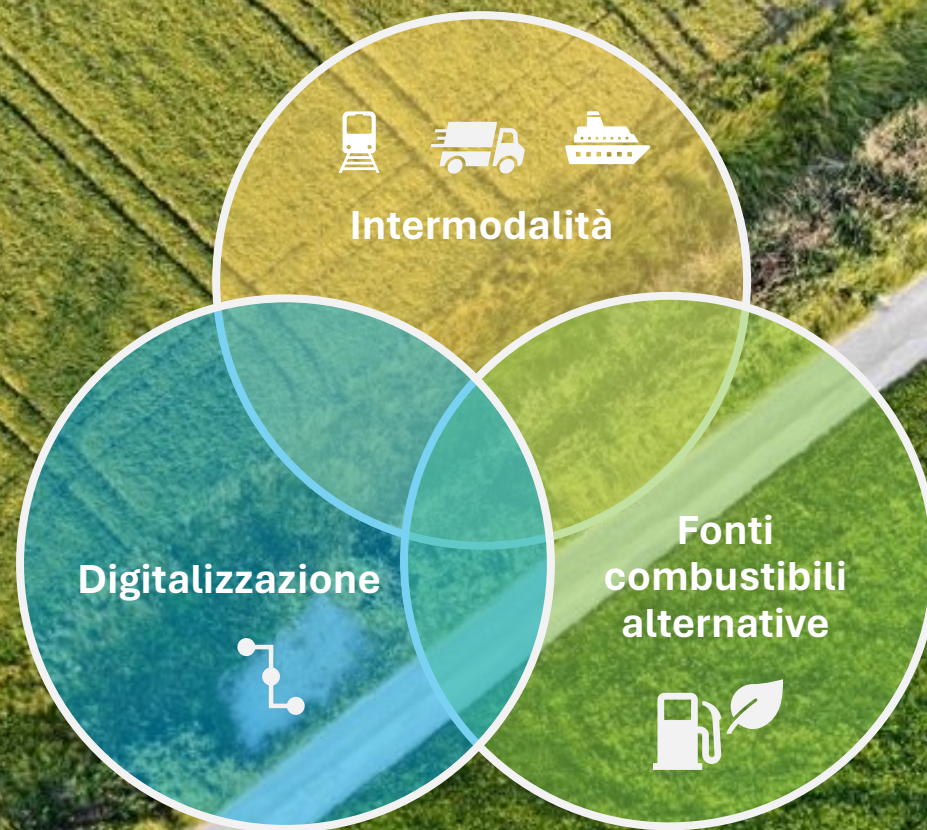 Intermodalità
Digitalizzazione
Fonti
combustibili
alternative